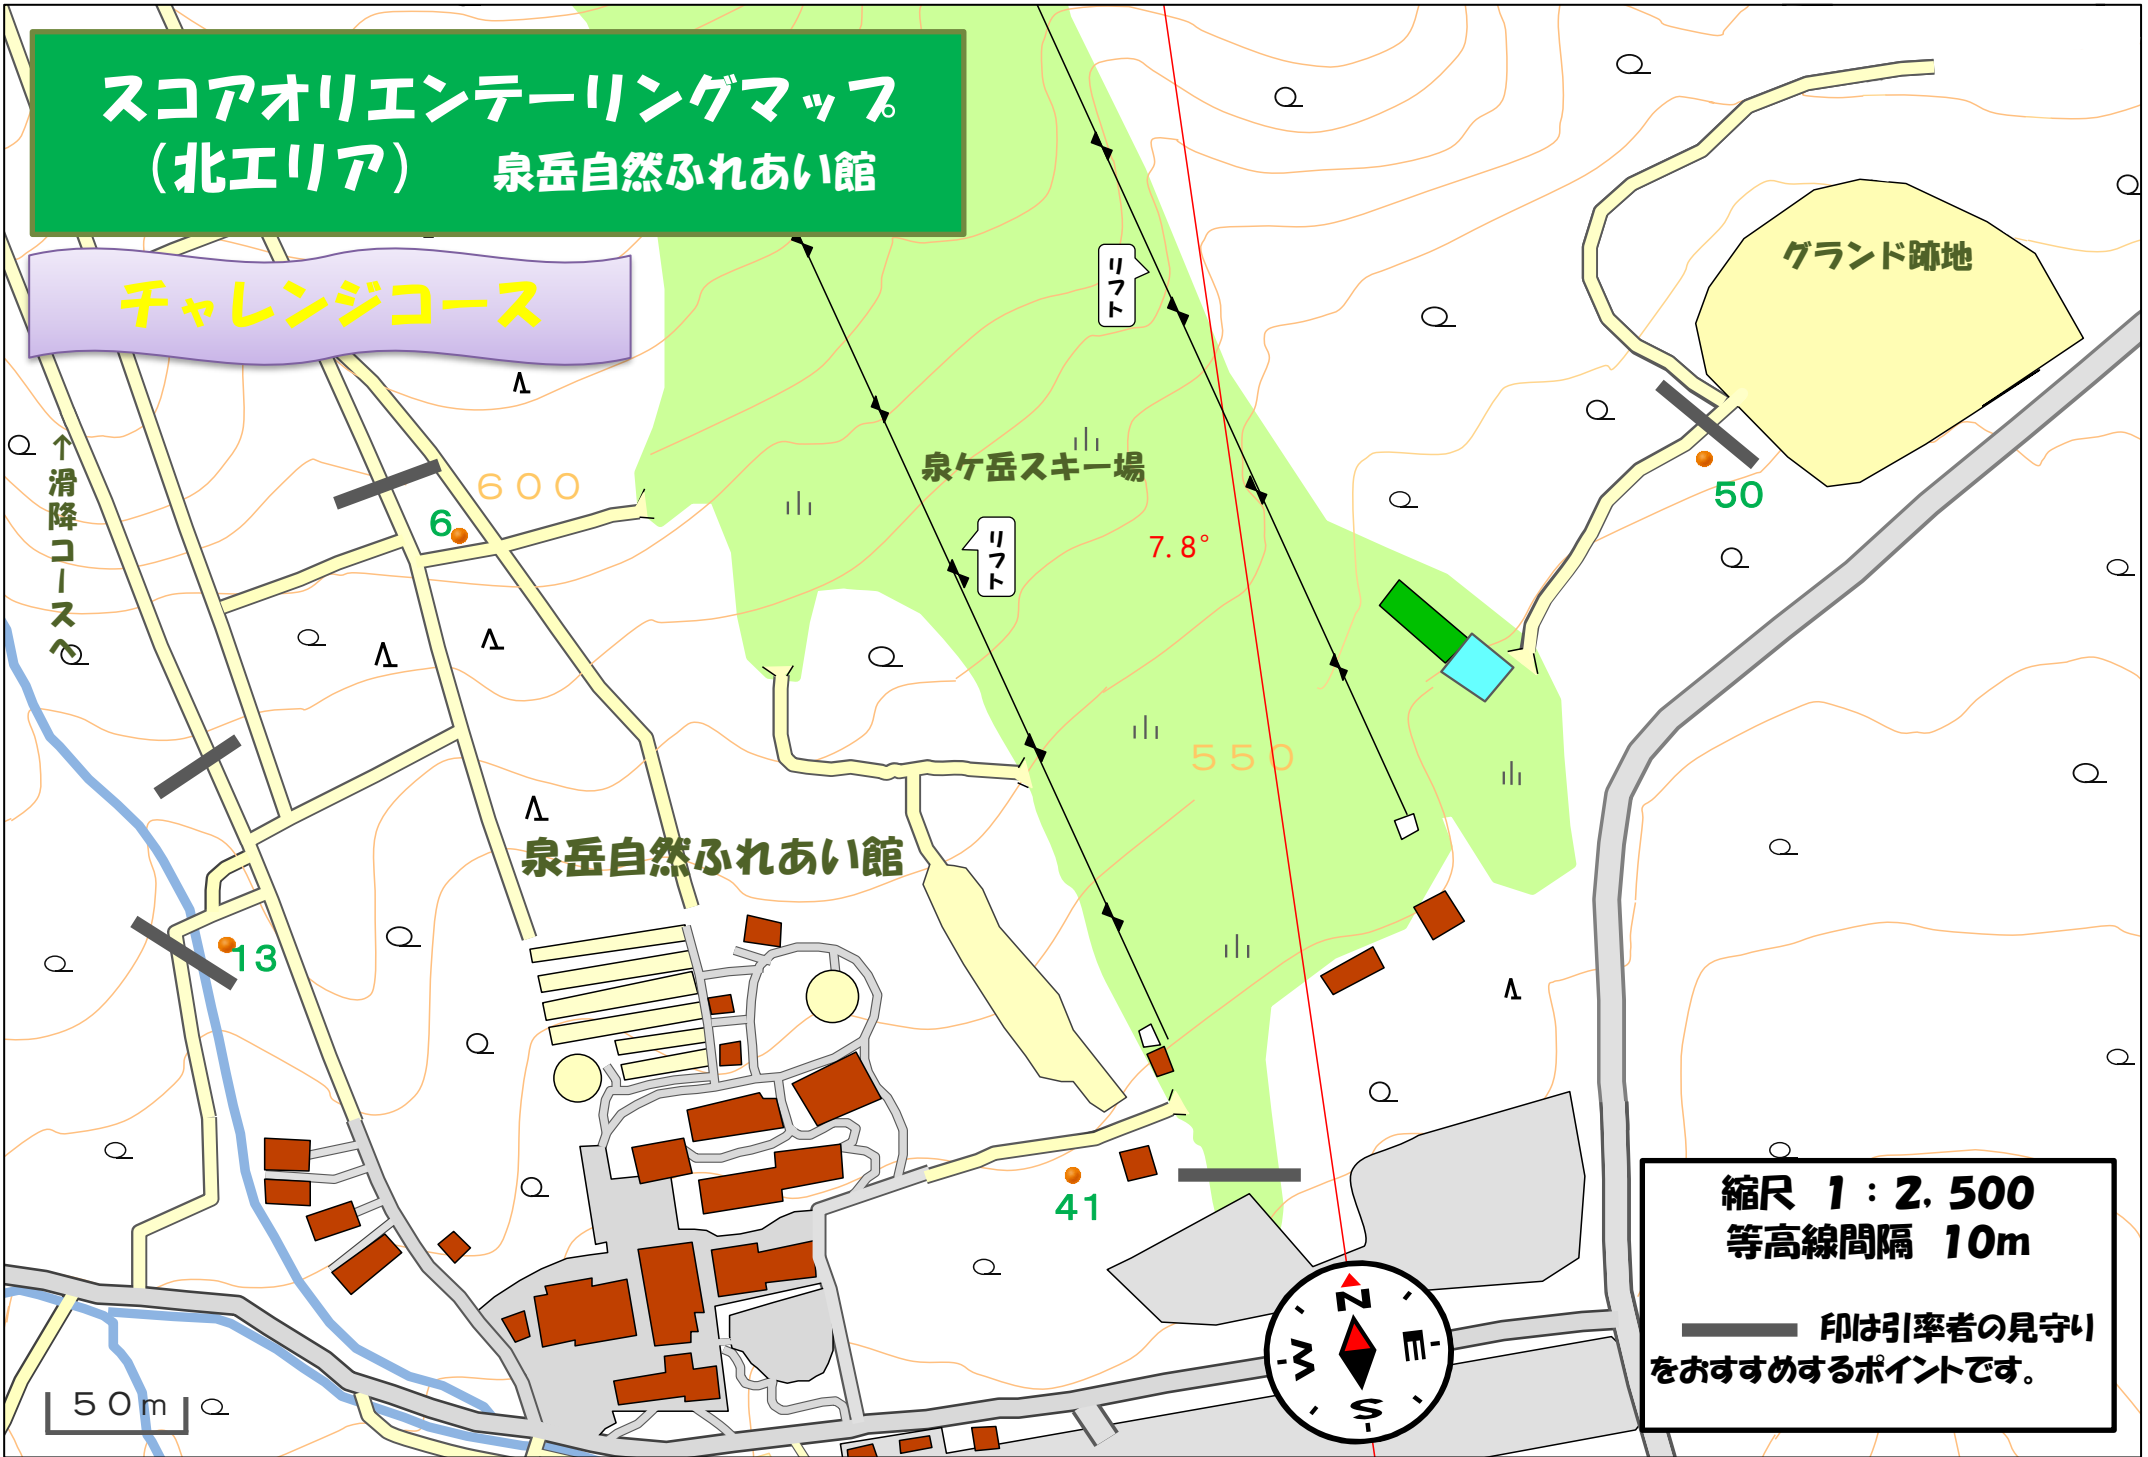 スコアオリエンテーリングマップ
（北エリア）　泉岳自然ふれあい館
チャレンジコース
リフト
グランド跡地
↑滑降コースへ
６００
泉ケ岳スキー場
6
50
リフト
7.8°
５５０
泉岳自然ふれあい館
13
41
縮尺　１：２，５００
等高線間隔　１０ｍ
印は引率者の見守り
をおすすめするポイントです。
N
W
E
S
５０ｍ